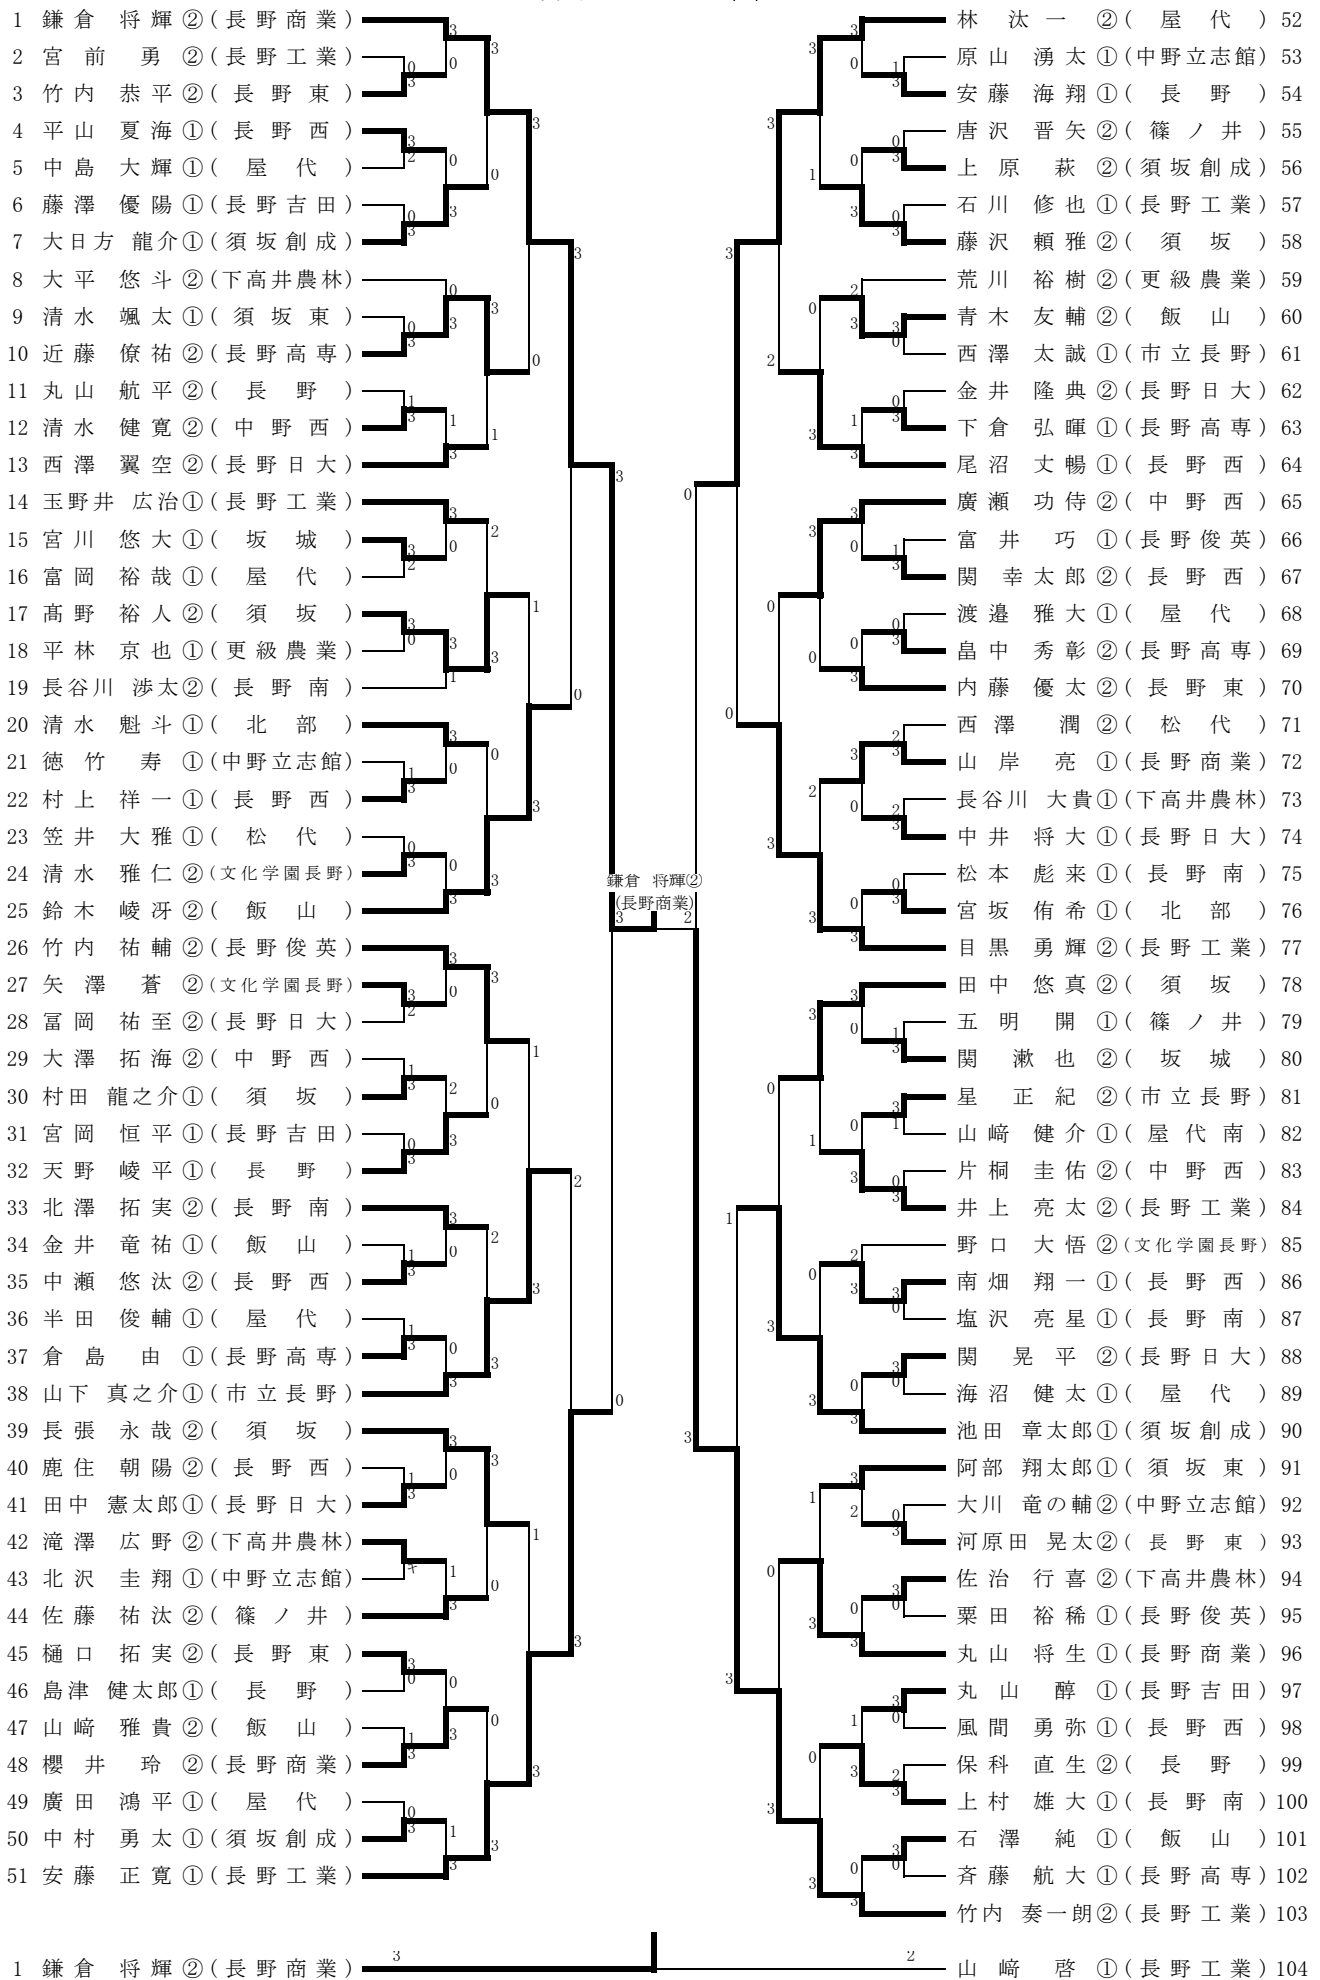 1 鎌倉 将輝②(長野商業)
2 宮前 勇②(長野工業)
3 竹内 恭平②(長野東)
4 平山 夏海①(長野西)
5 中島 大輝①(屋代)
6 藤澤 優陽①(長野吉田)
7 大日方 龍介①(須坂創成)
8 大平 悠斗②(下高井農林)
9 清水 颯太①(須坂東)
10 近藤 僚祐②(長野高専)
11 丸山 航平②(長野)
12 清水 健寛②(中野西)
13 西澤 翼空②(長野日大)
14 玉野井 広治①(長野工業)
15 宮川 悠大①(坂城)
16 富岡 裕哉①(屋代)
17 髙野 裕人②(須坂)
18 平林 京也①(更級農業)
19 長谷川 渉太②(長野南)
20 清水 魁斗①(北部)
21 徳竹 寿①(中野立志館)
22 村上 祥一①(長野西)
23 笠井 大雅①(松代)
24 清水 雅仁②(文化学園長野)
25 鈴木 崚冴②(飯山)
26 竹内 祐輔②(長野俊英)
27 矢澤 蒼②(文化学園長野)
28 冨岡 祐至②(長野日大)
29 大澤 拓海②(中野西)
30 村田 龍之介①(須坂)
31 宮岡 恒平①(長野吉田)
32 天野 崚平①(長野)
33 北澤 拓実②(長野南)
34 金井 竜祐①(飯山)
35 中瀬 悠汰②(長野西)
36 半田 俊輔①(屋代)
37 倉島 由①(長野高専)
38 山下 真之介①(市立長野)
39 長張 永哉②(須坂)
40 鹿住 朝陽②(長野西)
41 田中 憲太郎①(長野日大)
42 滝澤 広野②(下高井農林)
43 北沢 圭翔①(中野立志館)
44 佐藤 祐汰②(篠ノ井)
45 樋口 拓実②(長野東)
46 島津 健太郎①(長野)
47 山﨑 雅貴②(飯山)
48 櫻井 玲②(長野商業)
49 廣田 鴻平①(屋代)
50 中村 勇太①(須坂創成)
51 安藤 正寛①(長野工業)
鎌倉 将輝②
(長野商業)
3 2
林 汰一②(屋代) 52
原山 湧太①(中野立志館) 53
安藤 海翔①(長野) 54
唐沢 晋矢②(篠ノ井) 55
上原 萩②(須坂創成) 56
石川 修也①(長野工業) 57
藤沢 頼雅②(須坂) 58
荒川 裕樹②(更級農業) 59
青木 友輔②(飯山) 60
西澤 太誠①(市立長野) 61
金井 隆典②(長野日大) 62
下倉 弘暉①(長野高専) 63
尾沼 丈暢①(長野西) 64
廣瀬 功侍②(中野西) 65
富井 巧①(長野俊英) 66
関 幸太郎②(長野西) 67
渡邉 雅大①(屋代) 68
畠中 秀彰②(長野高専) 69
内藤 優太②(長野東) 70
西澤 潤②(松代) 71
山岸 亮①(長野商業) 72
長谷川 大貴①(下高井農林) 73
中井 将大①(長野日大) 74
松本 彪来①(長野南) 75
宮坂 侑希①(北部) 76
目黒 勇輝②(長野工業) 77
田中 悠真②(須坂) 78
五明 開①(篠ノ井) 79
関 漱也②(坂城) 80
星 正紀②(市立長野) 81
山﨑 健介①(屋代南) 82
片桐 圭佑②(中野西) 83
井上 亮太②(長野工業) 84
野口 大悟②(文化学園長野) 85
南畑 翔一①(長野西) 86
塩沢 亮星①(長野南) 87
関 晃平②(長野日大) 88
海沼 健太①(屋代) 89
池田 章太郎①(須坂創成) 90
阿部 翔太郎①(須坂東) 91
大川 竜の輔②(中野立志館) 92
河原田 晃太②(長野東) 93
佐治 行喜②(下高井農林) 94
栗田 裕稀①(長野俊英) 95
丸山 将生①(長野商業) 96
丸山 醇①(長野吉田) 97
風間 勇弥①(長野西) 98
保科 直生②(長野) 99
上村 雄大①(長野南) 100
石澤 純①(飯山) 101
斉藤 航大①(長野高専) 102
竹内 奏一朗②(長野工業) 103
1 鎌倉 将輝②(長野商業) 3 2 山﨑 啓①(長野工業) 104